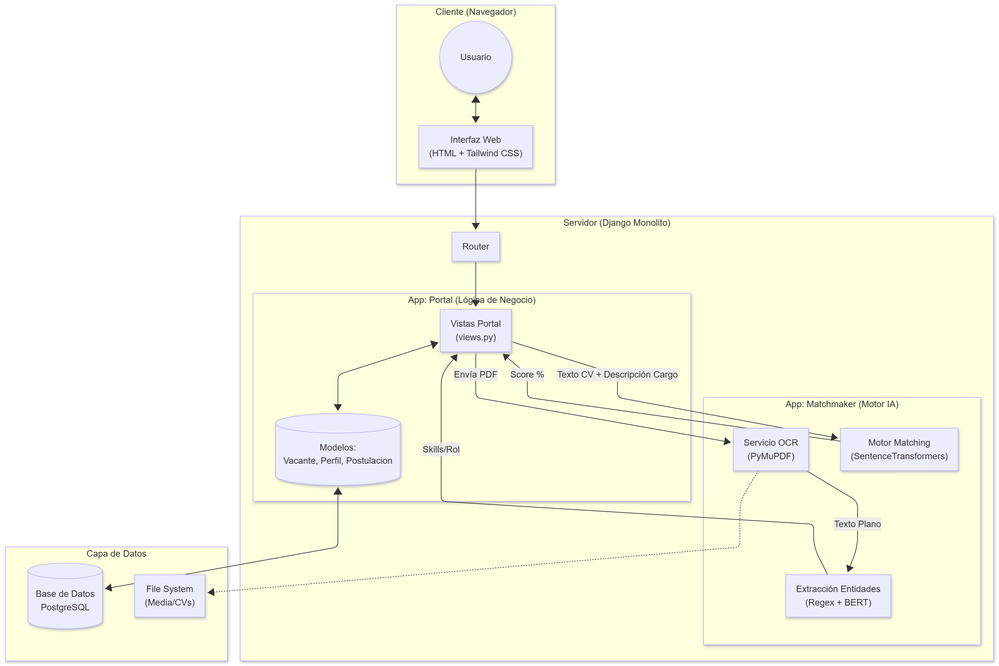 Cliente (Navegador)
Usuario
Interfaz Web
(HTML + Tailwind CSS)
Servidor (Django Monolito)
Router
App: Portal (Lógica de Negocio)
Vistas Portal
(views.py)
Envía PDF
Score %
Texto CV + Descripción Cargo
App: Matchmaker (Motor IA)
Modelos:
Vacante, Perfil, Postulacion
Skills/Rol
Servicio OCR
(PyMuPDF)
Motor Matching
(SentenceTransformers)
Texto Plano
Capa de Datos
Base de Datos
PostgreSQL
File System
(Media/CVs)
Extracción Entidades
(Regex + BERT)